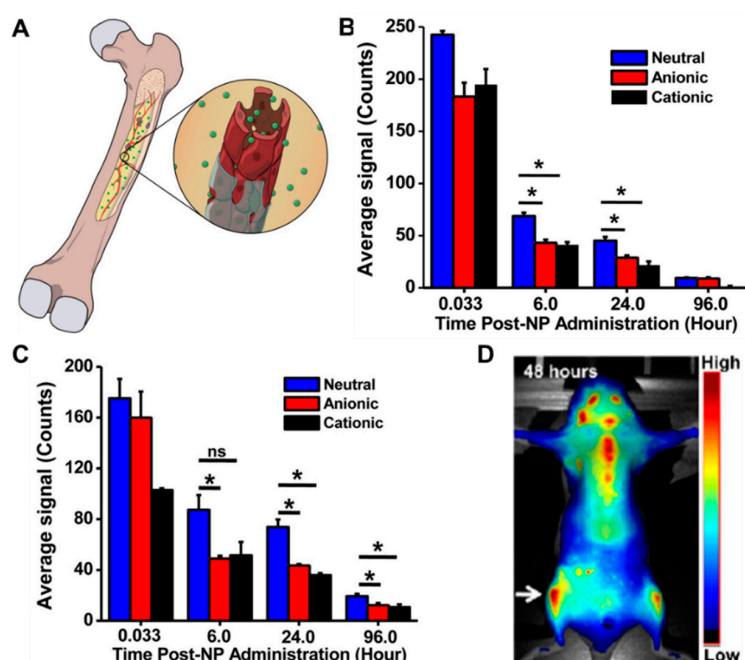 A
B
Average signal (Counts)
250
200
150
100
50
0
Neutral
Anionic
Cationic
*
*
*
*
0.033 6.0 24.0 96.0
Time Post-NP Administration (Hour)
C
Average signal (Counts)
180
160
120
80
40
0
Neutral
Anionic
Cationic
ns
*
*
*
*
*
0.033 6.0 24.0 96.0
Time Post-NP Administration (Hour)
D
48 hours
High
Low